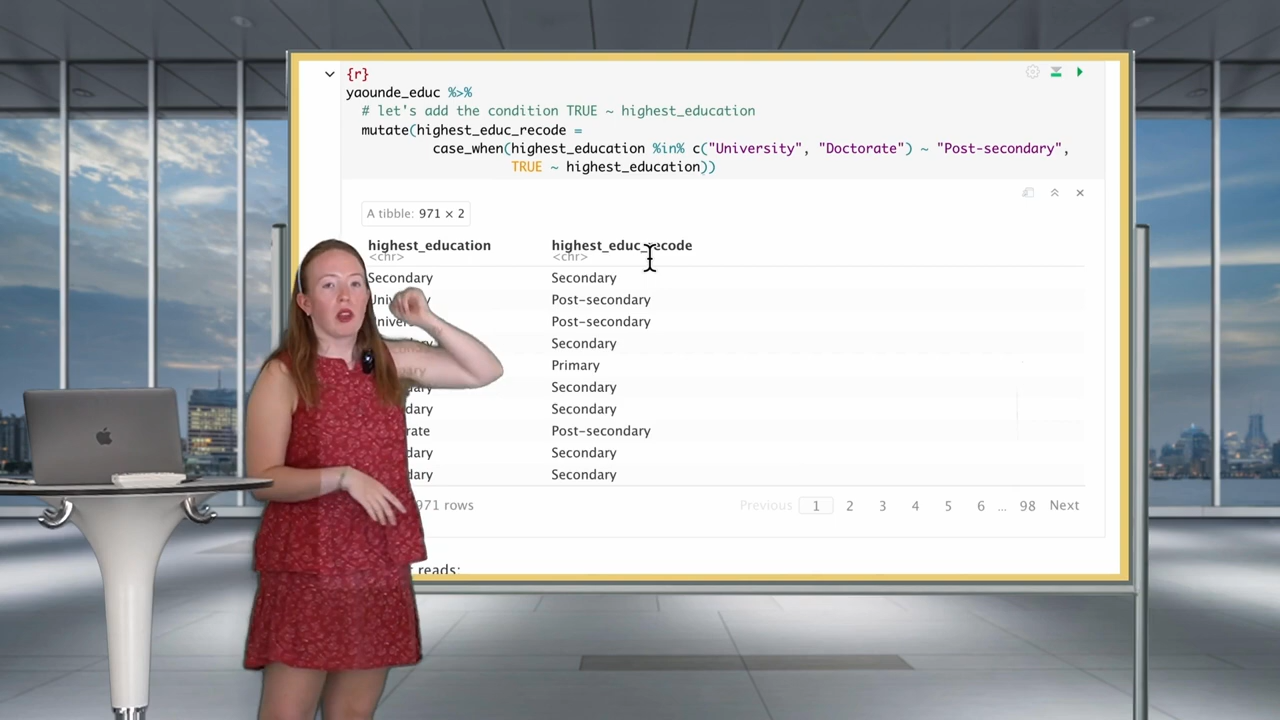 {r}
yaounde_educ %>%
# let's add the condition TRUE ~ highest_education
mutate(highest_educ_recode =
case_when(highest_education %in% c("University", "Doctorate") ~ "Post-secondary",
TRUE ~ highest_education))
A tibble: 971 × 2
highest_education highest_educ_recode
<chr> <chr>
Secondary Secondary
Post-secondary
Post-secondary
Secondary
Primary
Secondary
Secondary
Post-secondary
Secondary
Secondary
971 rows Previous 1 2 3 4 5 6 ... 98 Next
reads: